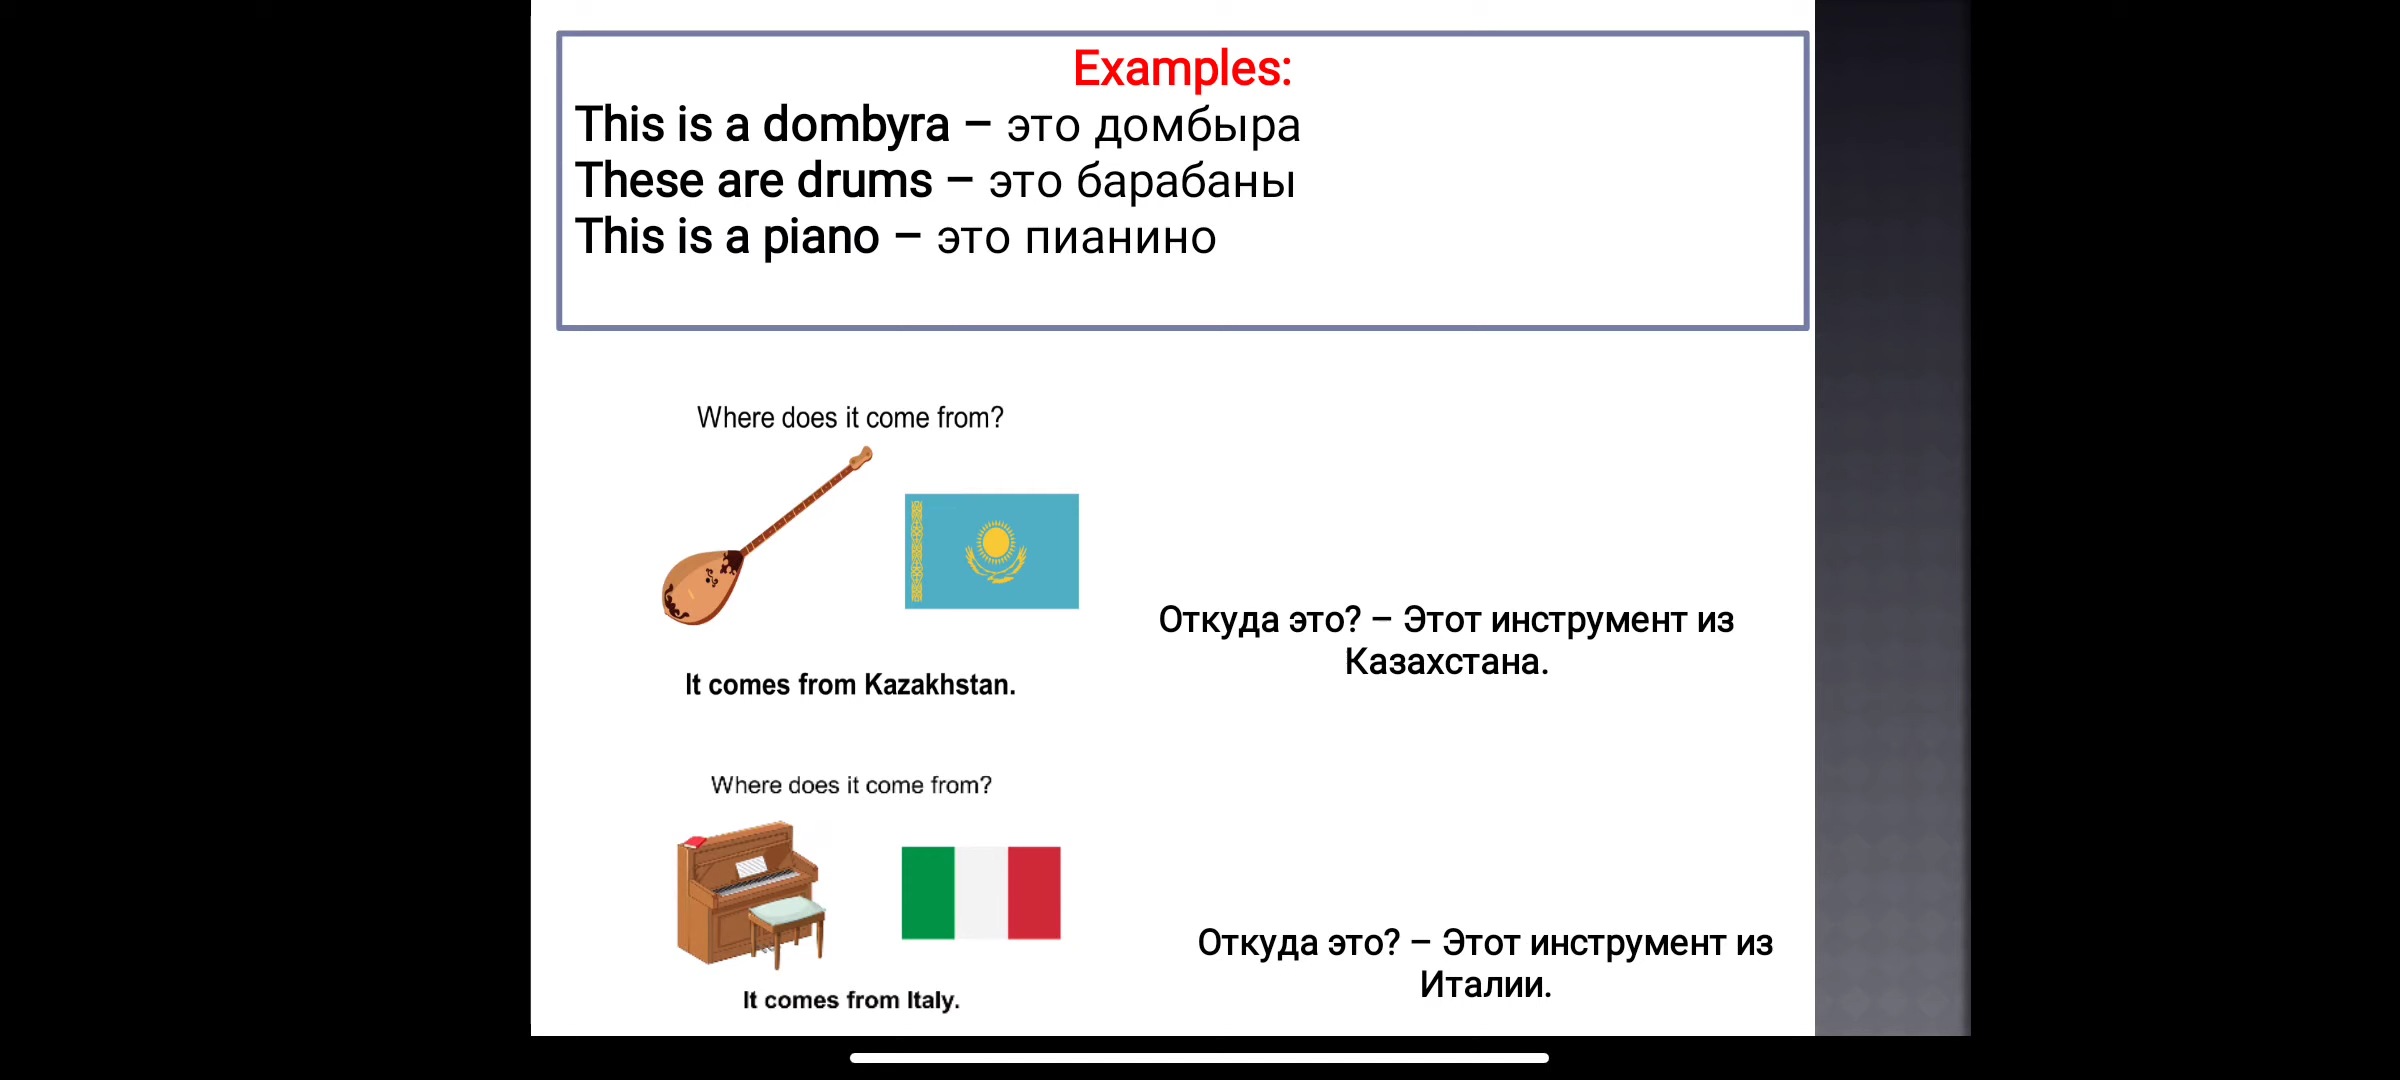 Examples:
This is a dombyra – это домбыра
These are drums – это барабаны
This is a piano – это пианино
Where does it come from?
Откуда это? – Этот инструмент из
Казахстана.
It comes from Kazakhstan.
Where does it come from?
Откуда это? – Этот инструмент из
Италии.
It comes from Italy.